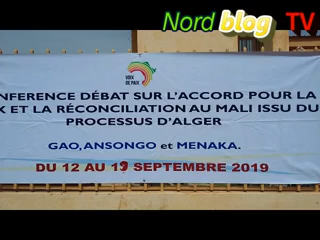 Nord blog TV
VOIX
DE PAIX
NFERENCE DÉBAT SUR L'ACCORD POUR LA
X ET LA RÉCONCILIATION AU MALI ISSU DU
PROCESSUS D'ALGER
GAO, ANSONGO et MENAKA.
DU 12 AU 19 SEPTEMBRE 2019